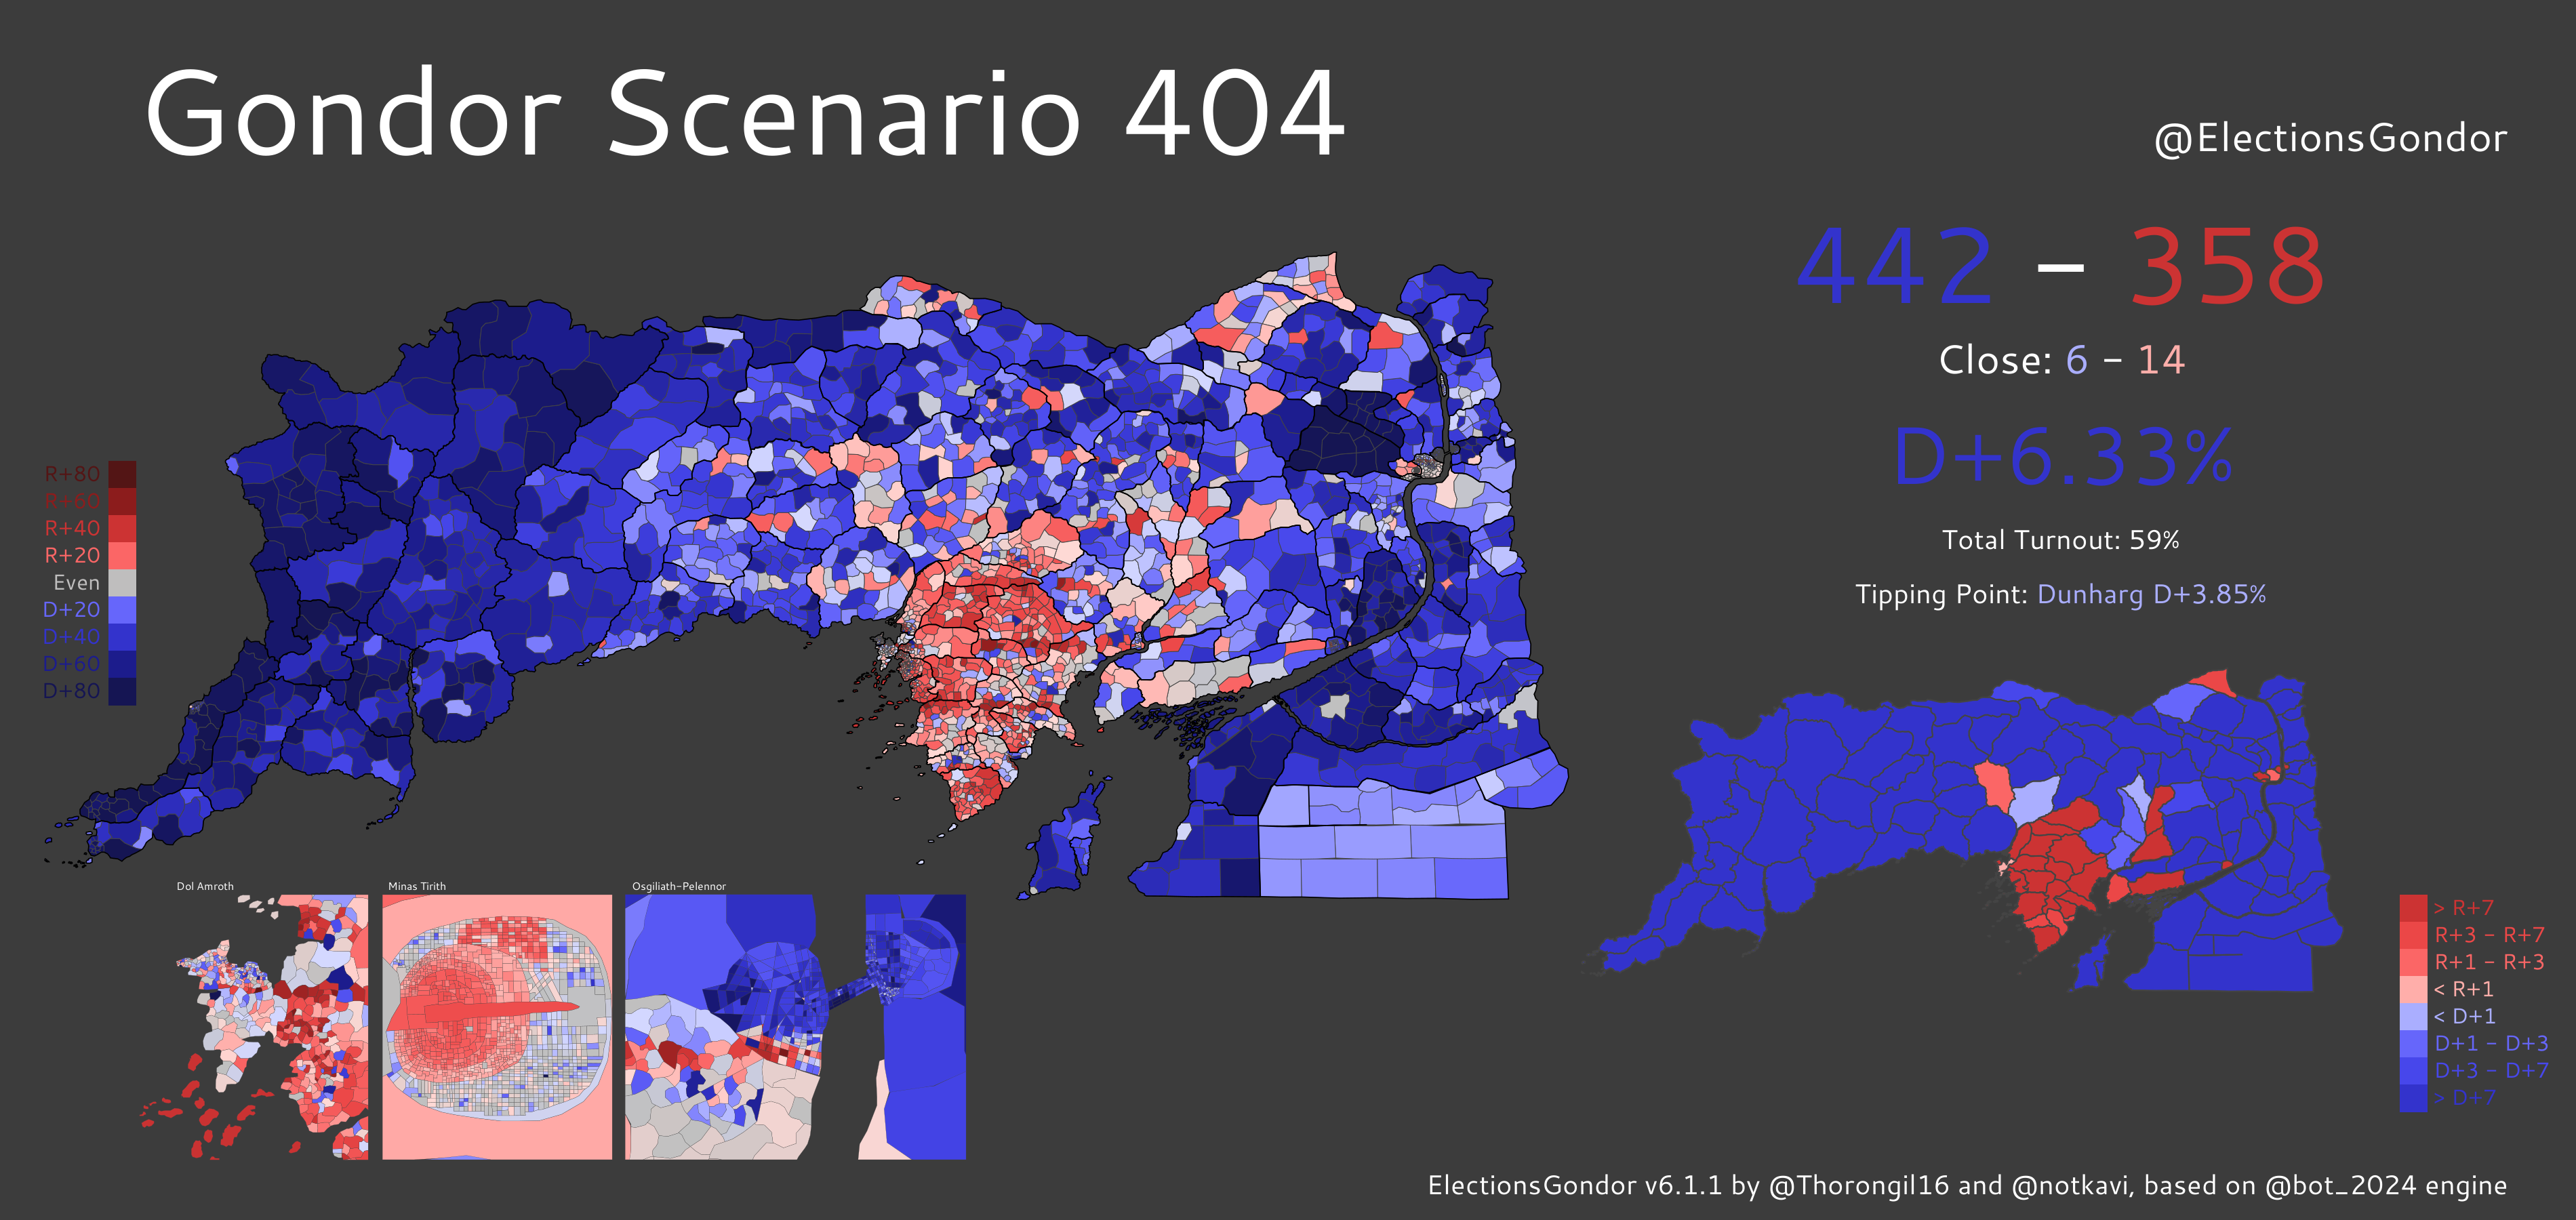 Gondor Scenario 404
@ElectionsGondor
442 – 358
Close: 6 – 14
D+6.33%
Total Turnout: 59%
Tipping Point: Dunharg D+3.85%
R+80
R+60
R+40
R+20
Even
D+20
D+40
D+60
D+80
Dol Amroth
Minas Tirith
Osgiliath-Pelennor
> R+7
R+3 – R+7
R+1 – R+3
< R+1
< D+1
D+1 – D+3
D+3 – D+7
> D+7
ElectionsGondor v6.1.1 by @Thorongil16 and @notkavi, based on @bot_2024 engine